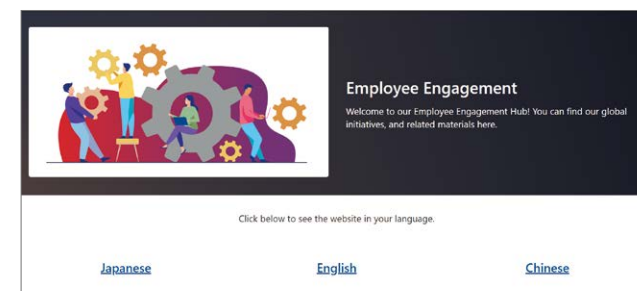 Employee Engagement
Welcome to our Employee Engagement Hub! You can find our global
initiatives, and related materials here.
Click below to see the website in your language.
Japanese English Chinese